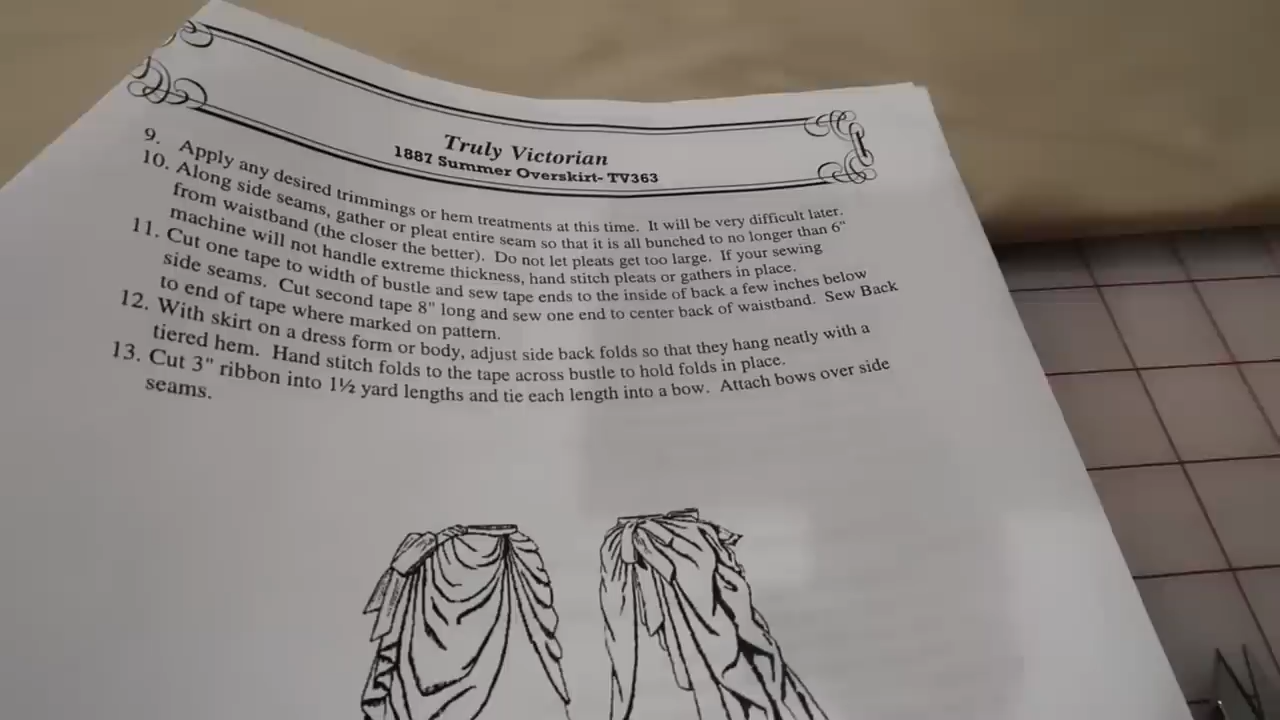 Truly Victorian
1887 Summer Overskirt- TV363
9. Apply any desired trimmings or hem treatments at this time. It will be very difficult later.
10. Along side seams, gather or pleat entire seam so that it is all bunched to no longer than 6"
from waistband (the closer the better). Do not let pleats get too large. If your sewing
machine will not handle extreme thickness, hand stitch pleats or gathers in place.
11. Cut one tape to width of bustle and sew tape ends to the inside of back a few inches below
side seams. Cut second tape 8" long and sew one end to center back of waistband. Sew Back
to end of tape where marked on pattern.
12. With skirt on a dress form or body, adjust side back folds so that they hang neatly with a
tiered hem. Hand stitch folds to the tape across bustle to hold folds in place.
13. Cut 3" ribbon into 1½ yard lengths and tie each length into a bow. Attach bows over side
seams.